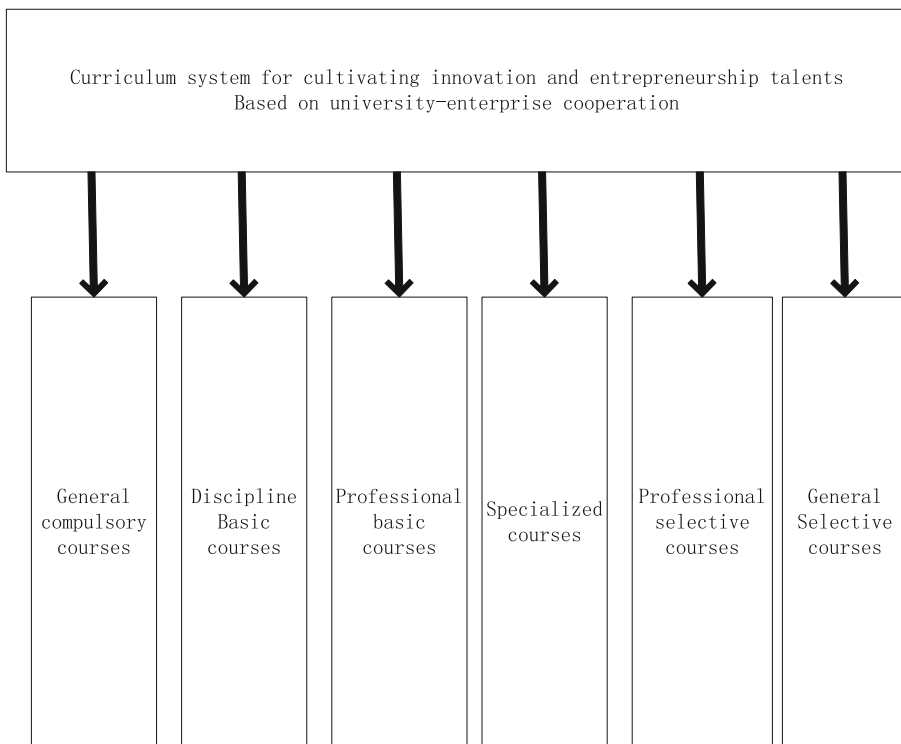 Curriculum system for cultivating innovation and entrepreneurship talents
Based on university-enterprise cooperation
General
compulsory
courses
Discipline
Basic
courses
Professional
basic
courses
Specialized
courses
Professional
selective
courses
General
Selective
courses